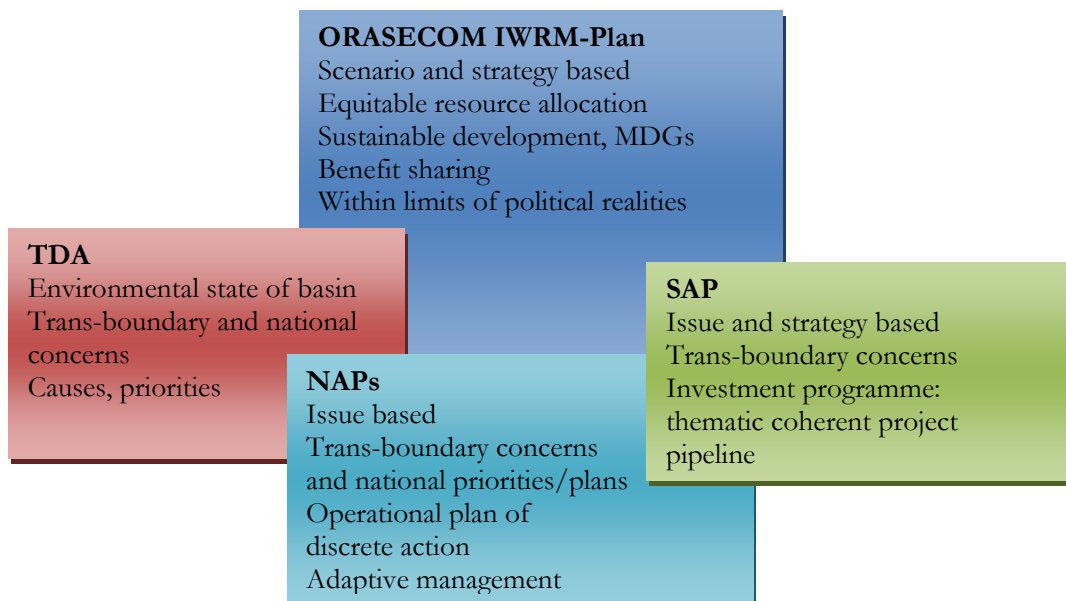 ORASECOM IWRM-Plan
Scenario and strategy based
Equitable resource allocation
Sustainable development, MDGs
Benefit sharing
Within limits of political realities
TDA
Environmental state of basin
Trans-boundary and national
concerns
Causes, priorities
NAPs
Issue based
Trans-boundary concerns
and national priorities/plans
Operational plan of
discrete action
Adaptive management
SAP
Issue and strategy based
Trans-boundary concerns
Investment programme:
thematic coherent project
pipeline